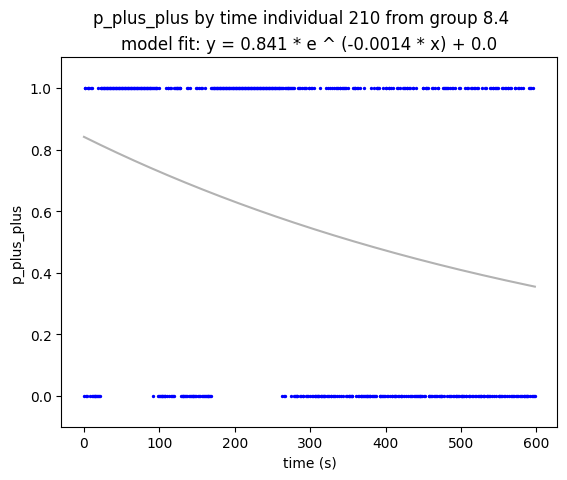 p_plus_plus by time individual 210 from group 8.4
model fit: y = 0.841 * e ^ (-0.0014 * x) + 0.0
1.0
0.8
0.6
0.4
0.2
0.0
p_plus_plus
0 100 200 300 400 500 600
time (s)